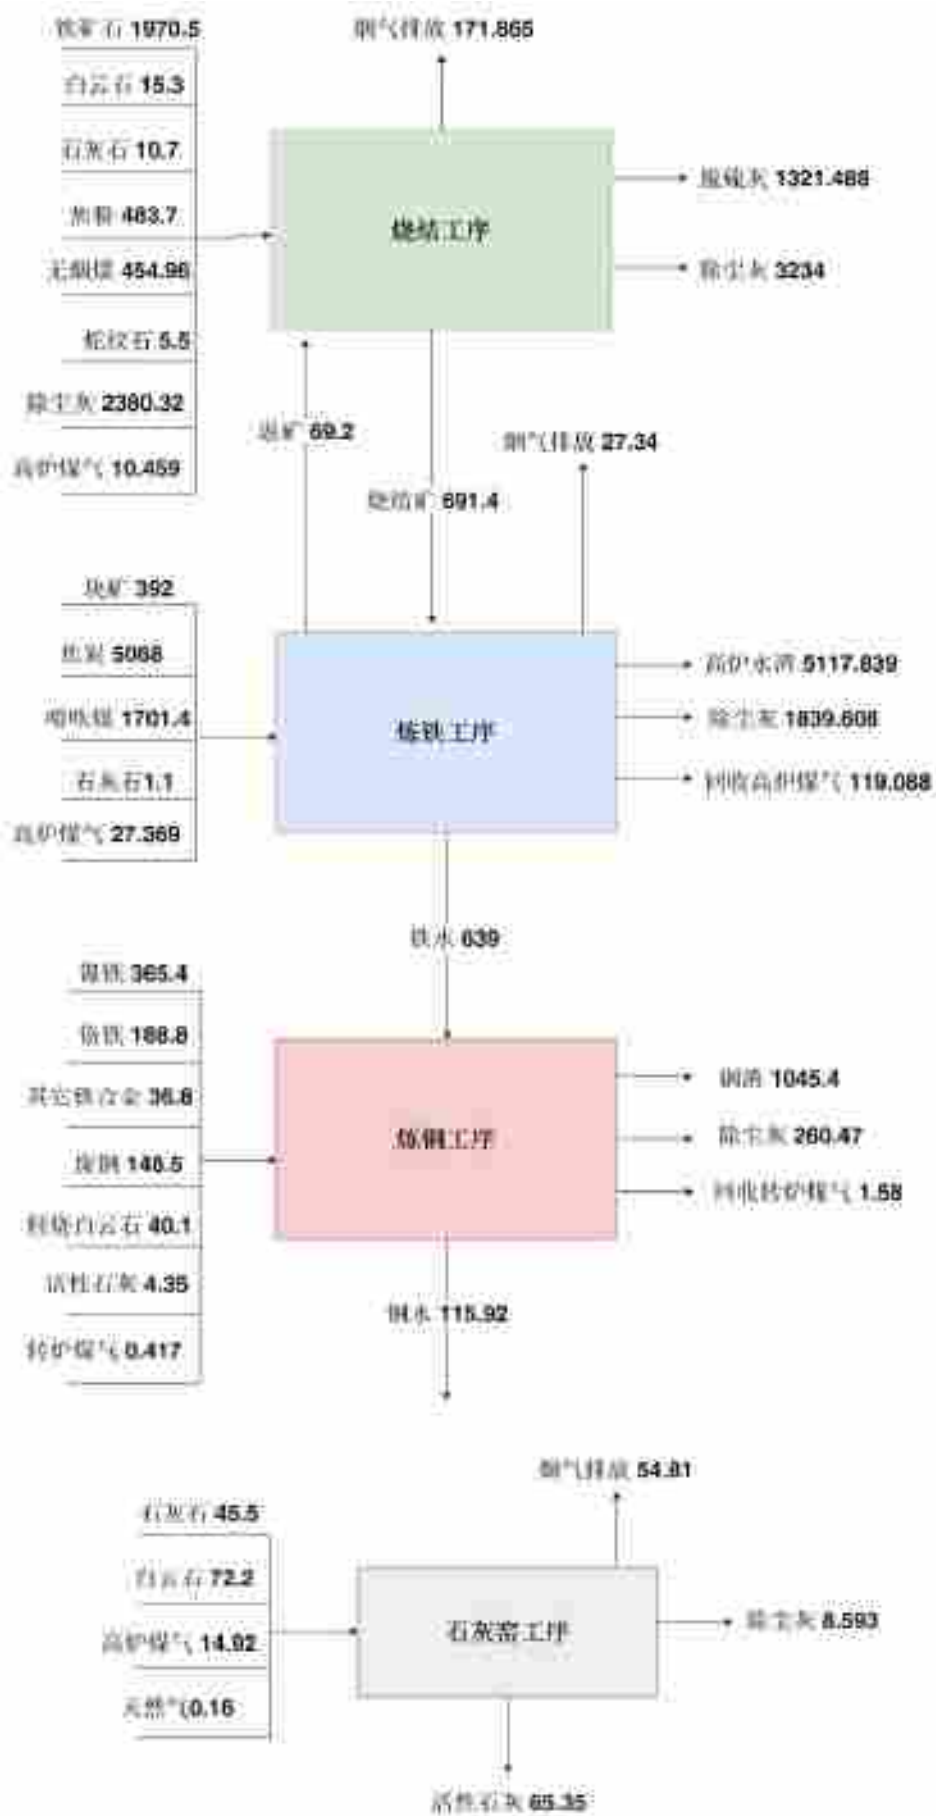 铁矿石 1970.5
烟气排放 171.865
白云石 15.3
石灰石 10.7
焦粉 483.7
无烟煤 454.96
蛇纹石 5.5
除尘灰 2380.32
高炉煤气 10.459
烧结工序
脱硫灰 1321.488
除尘灰 3234
返矿 69.2
烧结矿 691.4
烟气排放 27.34
块矿 392
焦炭 5068
喷吹煤 1701.4
石灰石1.1
高炉煤气 27.369
炼铁工序
高炉水渣 5117.839
除尘灰 1839.608
回收高炉煤气 119.088
铁水 639
镍铁 365.4
铬铁 188.8
其它铁合金 36.8
废钢 148.5
轻烧白云石 40.1
活性石灰 4.35
转炉煤气 0.417
炼钢工序
钢渣 1045.4
除尘灰 260.47
回收转炉煤气 1.58
钢水 115.92
烟气排放 54.81
石灰石 45.5
白云石 72.2
高炉煤气 14.92
天然气0.16
石灰窑工序
除尘灰 8.593
活性石灰 65.35